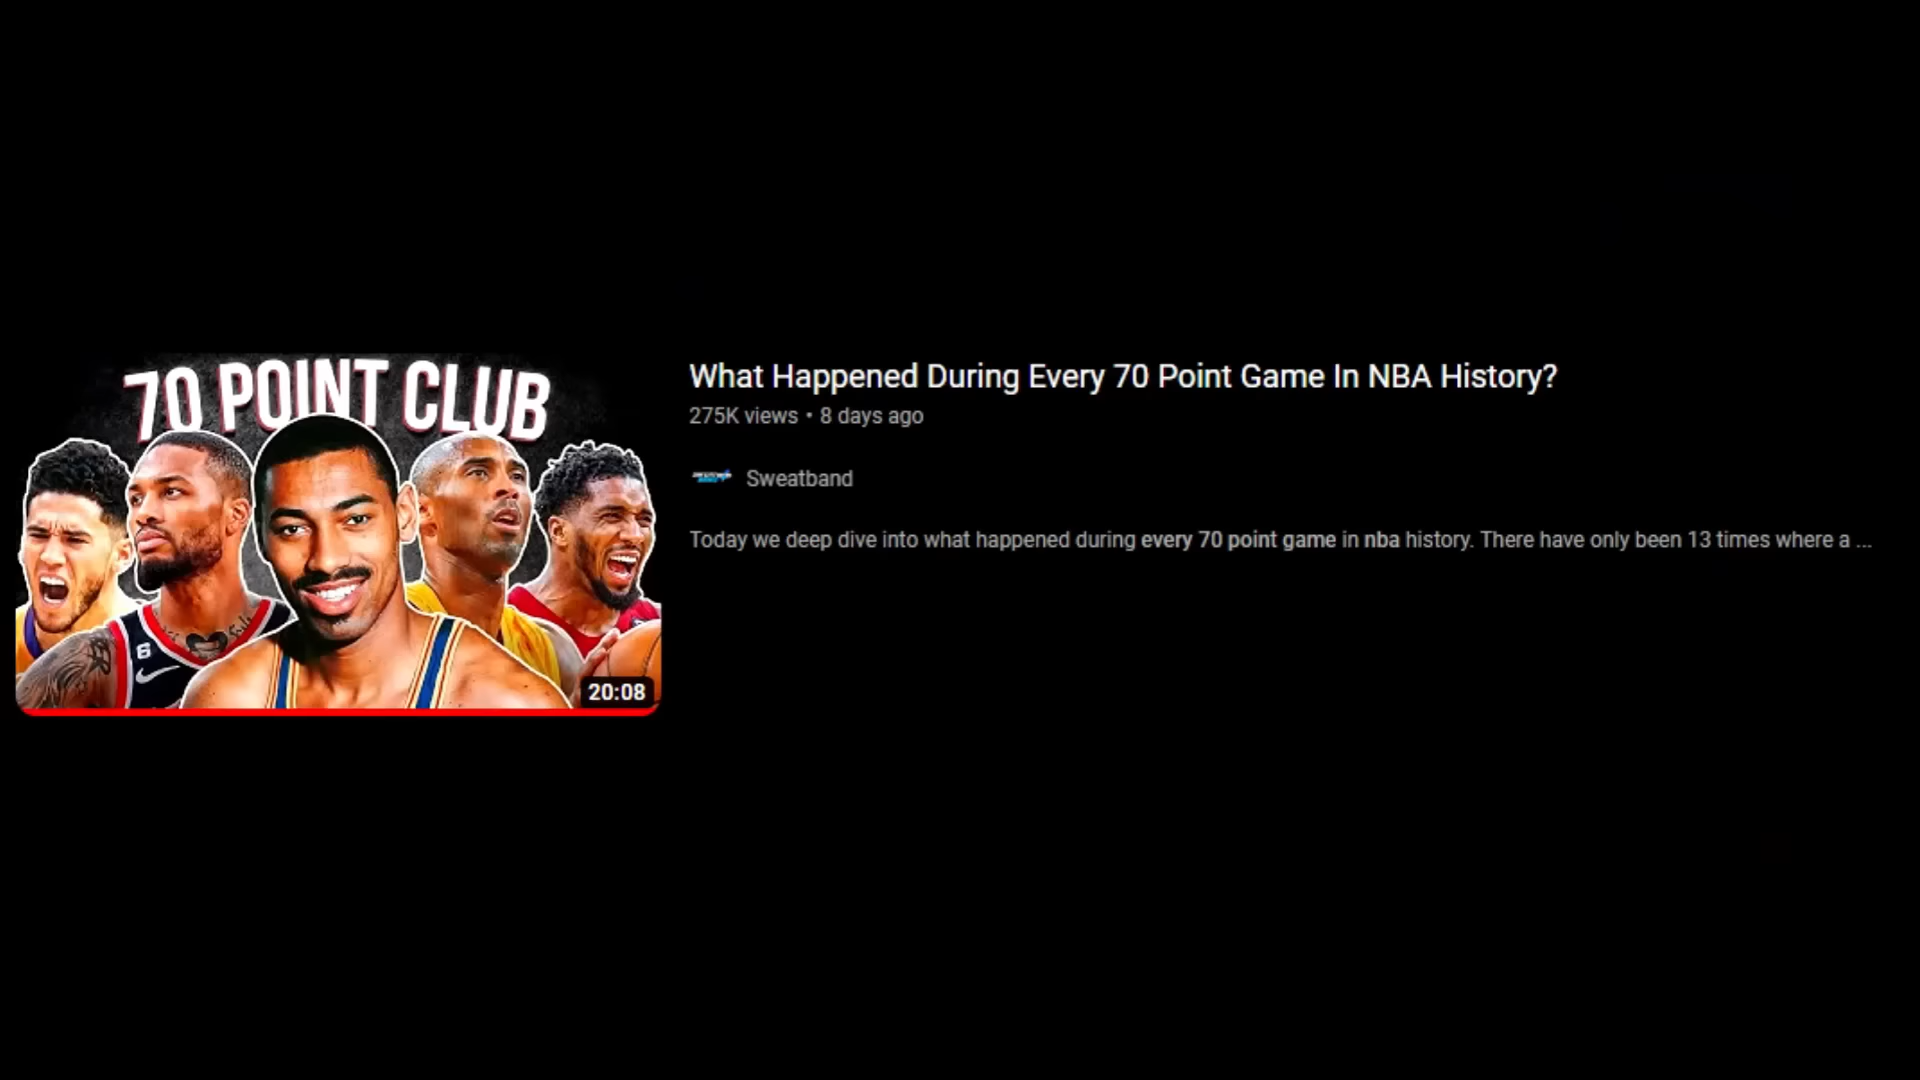 70 POINT CLUB
6
20:08
What Happened During Every 70 Point Game In NBA History?
275K views • 8 days ago
Sweatband
Today we deep dive into what happened during every 70 point game in nba history. There have only been 13 times where a ...